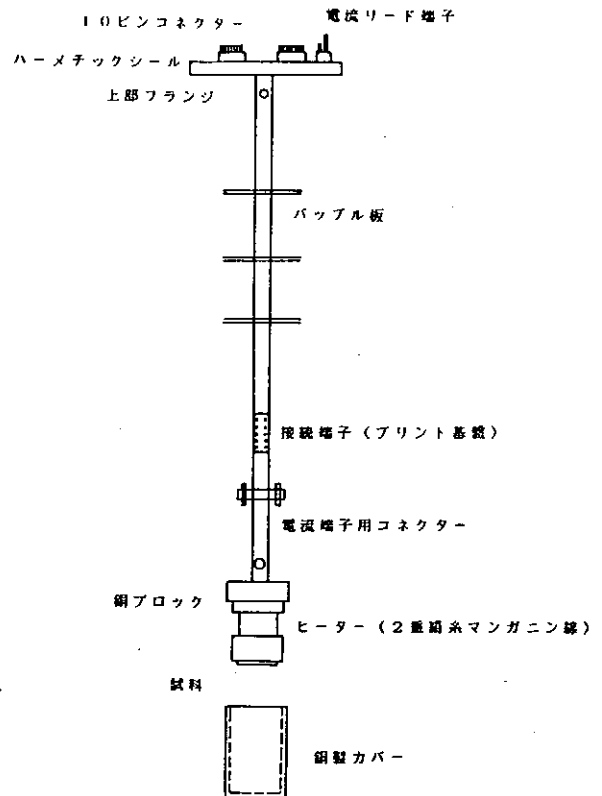 10ピンコネクター
電流リード端子
ハーメチックシール
上部フランジ
バッフル板
接続端子（プリント基盤）
電流端子用コネクター
銅ブロック
ヒーター（2重絹糸マンガニン線）
試料
銅製カバー